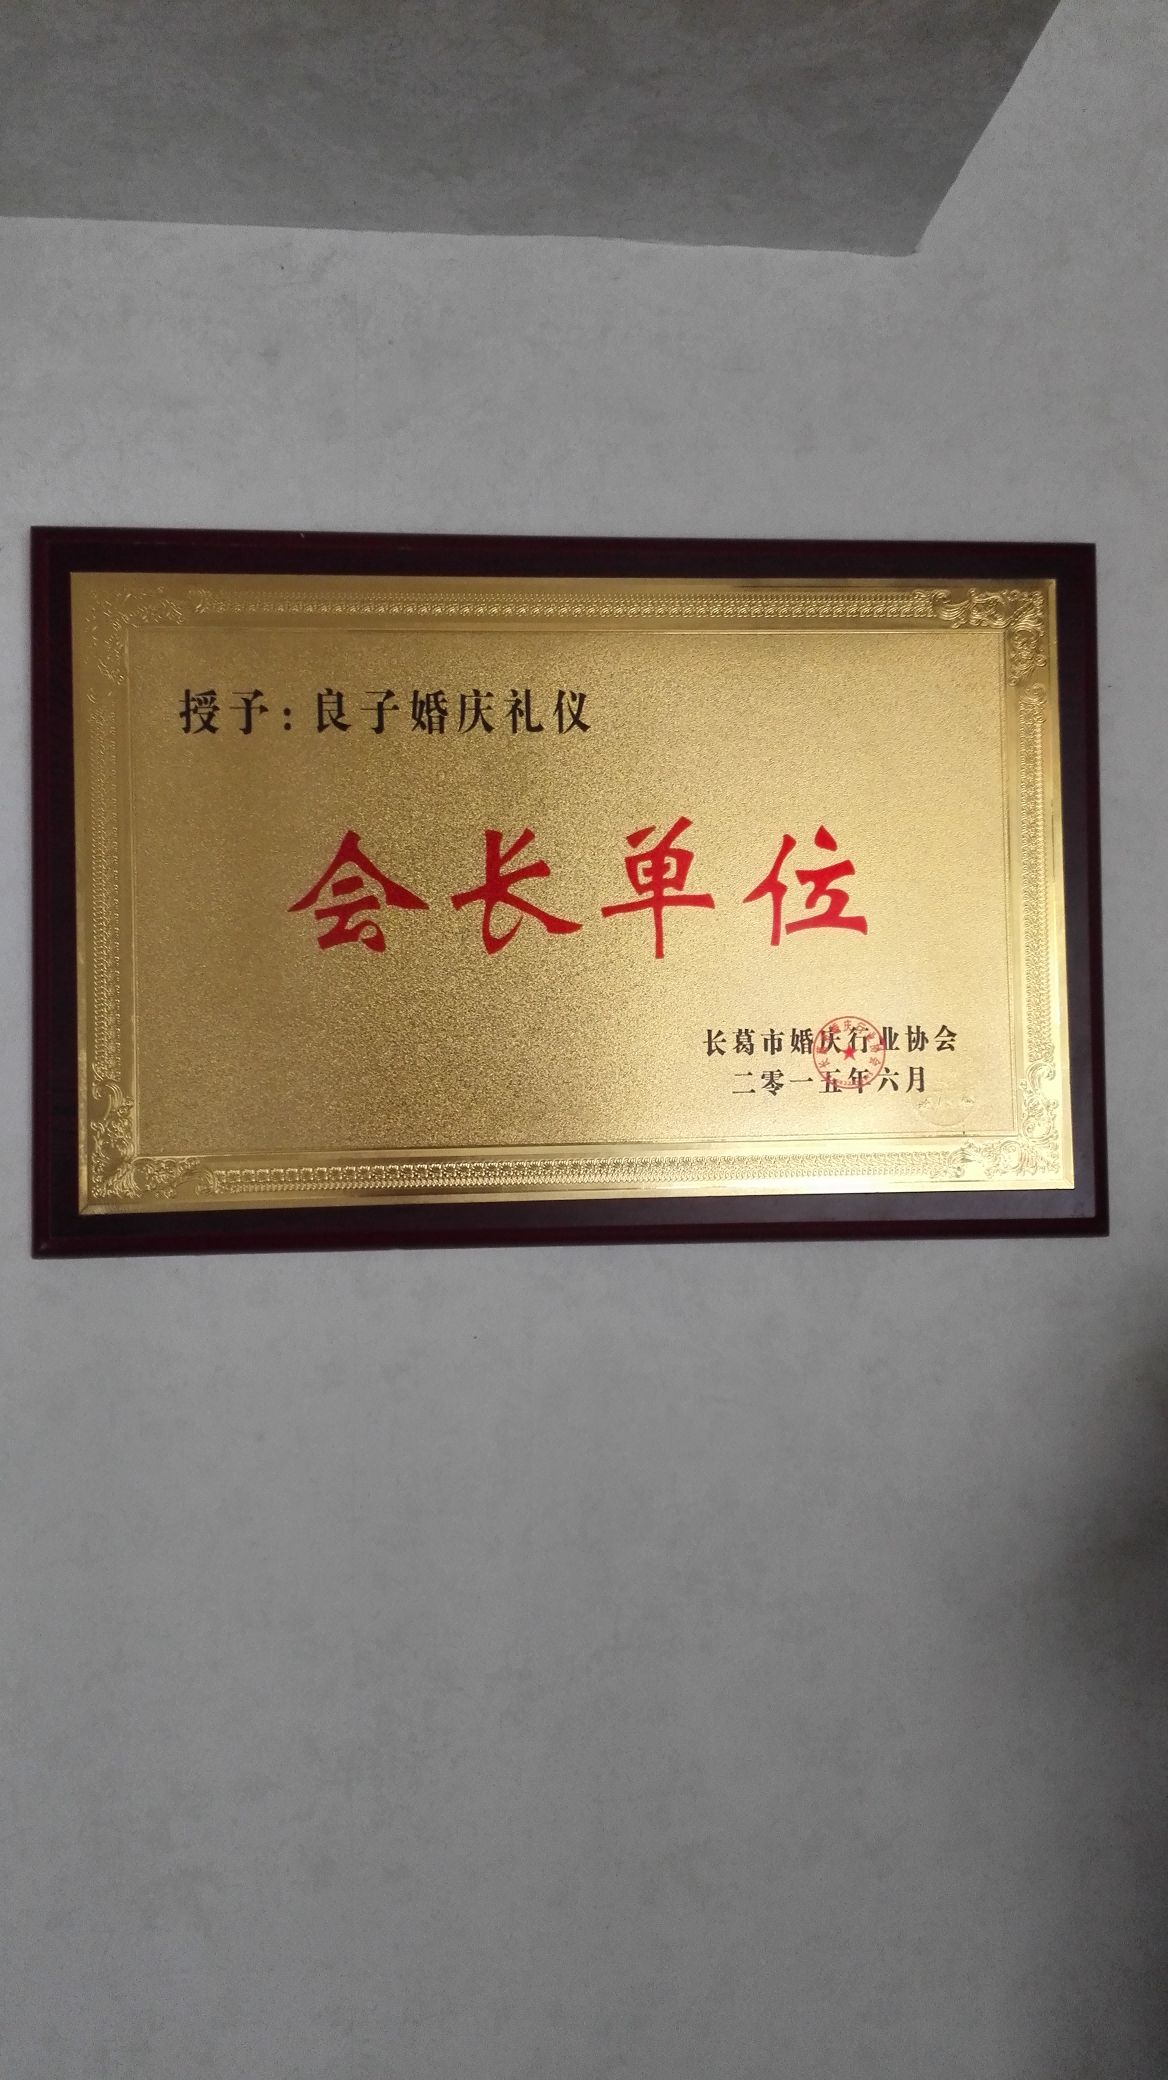 授予：良子婚庆礼仪
会长单位
长葛市婚庆行业协会
二零一五年六月